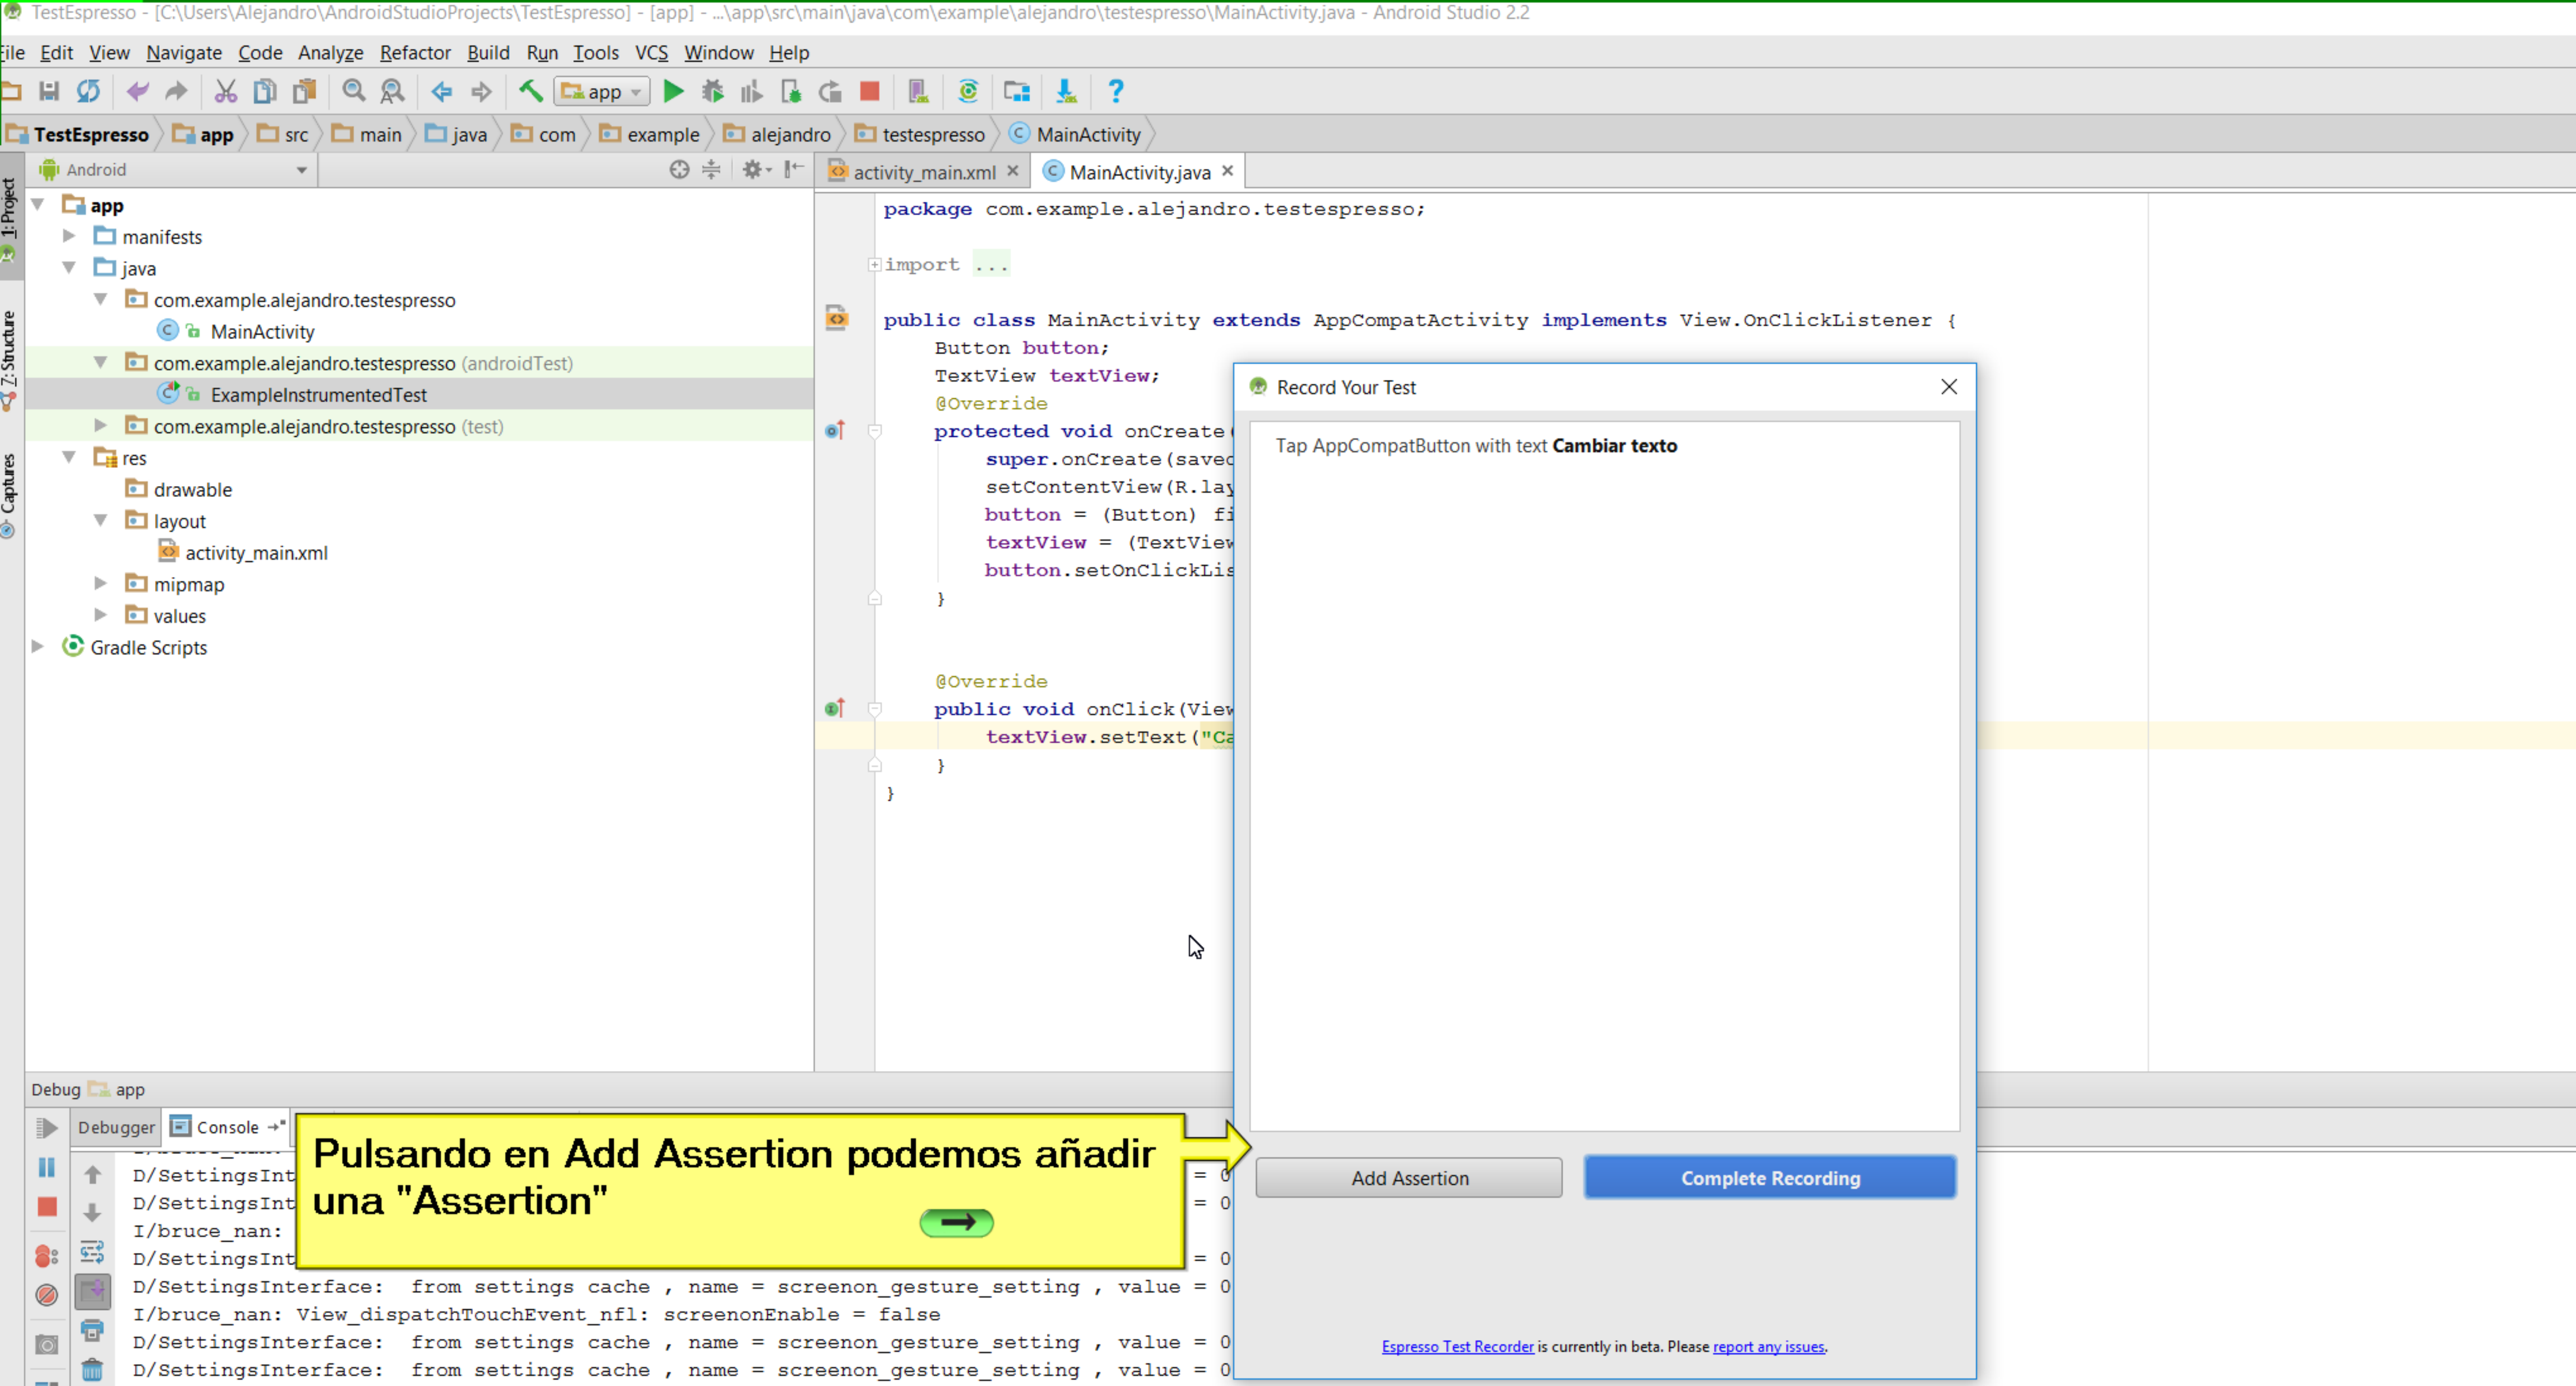 TestEspresso - [C:\Users\Alejandro\AndroidStudioProjects\TestEspresso] - [app] - ...\app\src\main\java\com\example\alejandro\testespresso\MainActivity.java - Android Studio 2.2
File Edit View Navigate Code Analyze Refactor Build Run Tools VCS Window Help
app
TestEspresso app src main java com example alejandro testespresso MainActivity
Android
activity_main.xml MainActivity.java
1: Project
7: Structure
Captures
app
manifests
java
com.example.alejandro.testespresso
MainActivity
com.example.alejandro.testespresso (androidTest)
ExampleInstrumentedTest
com.example.alejandro.testespresso (test)
res
drawable
layout
activity_main.xml
mipmap
values
Gradle Scripts
package com.example.alejandro.testespresso;
import ...
public class MainActivity extends AppCompatActivity implements View.OnClickListener {
Button button;
TextView textView;
@Override
protected void onCreate(
super.onCreate(saved
setContentView(R.lay
button = (Button) fi
textView = (TextView
button.setOnClickLis
}
@Override
public void onClick(View
textView.setText("Ca
}
}
Record Your Test
Tap AppCompatButton with text Cambiar texto
Add Assertion Complete Recording
Espresso Test Recorder is currently in beta. Please report any issues.
Debug app
Debugger Console
Pulsando en Add Assertion podemos añadir
una "Assertion"
D/SettingsInt = 0
D/SettingsInt = 0
I/bruce_nan:
D/SettingsInt = 0
D/SettingsInterface: from settings cache , name = screenon_gesture_setting , value = 0
I/bruce_nan: View_dispatchTouchEvent_nfl: screenonEnable = false
D/SettingsInterface: from settings cache , name = screenon_gesture_setting , value = 0
D/SettingsInterface: from settings cache , name = screenon_gesture_setting , value = 0